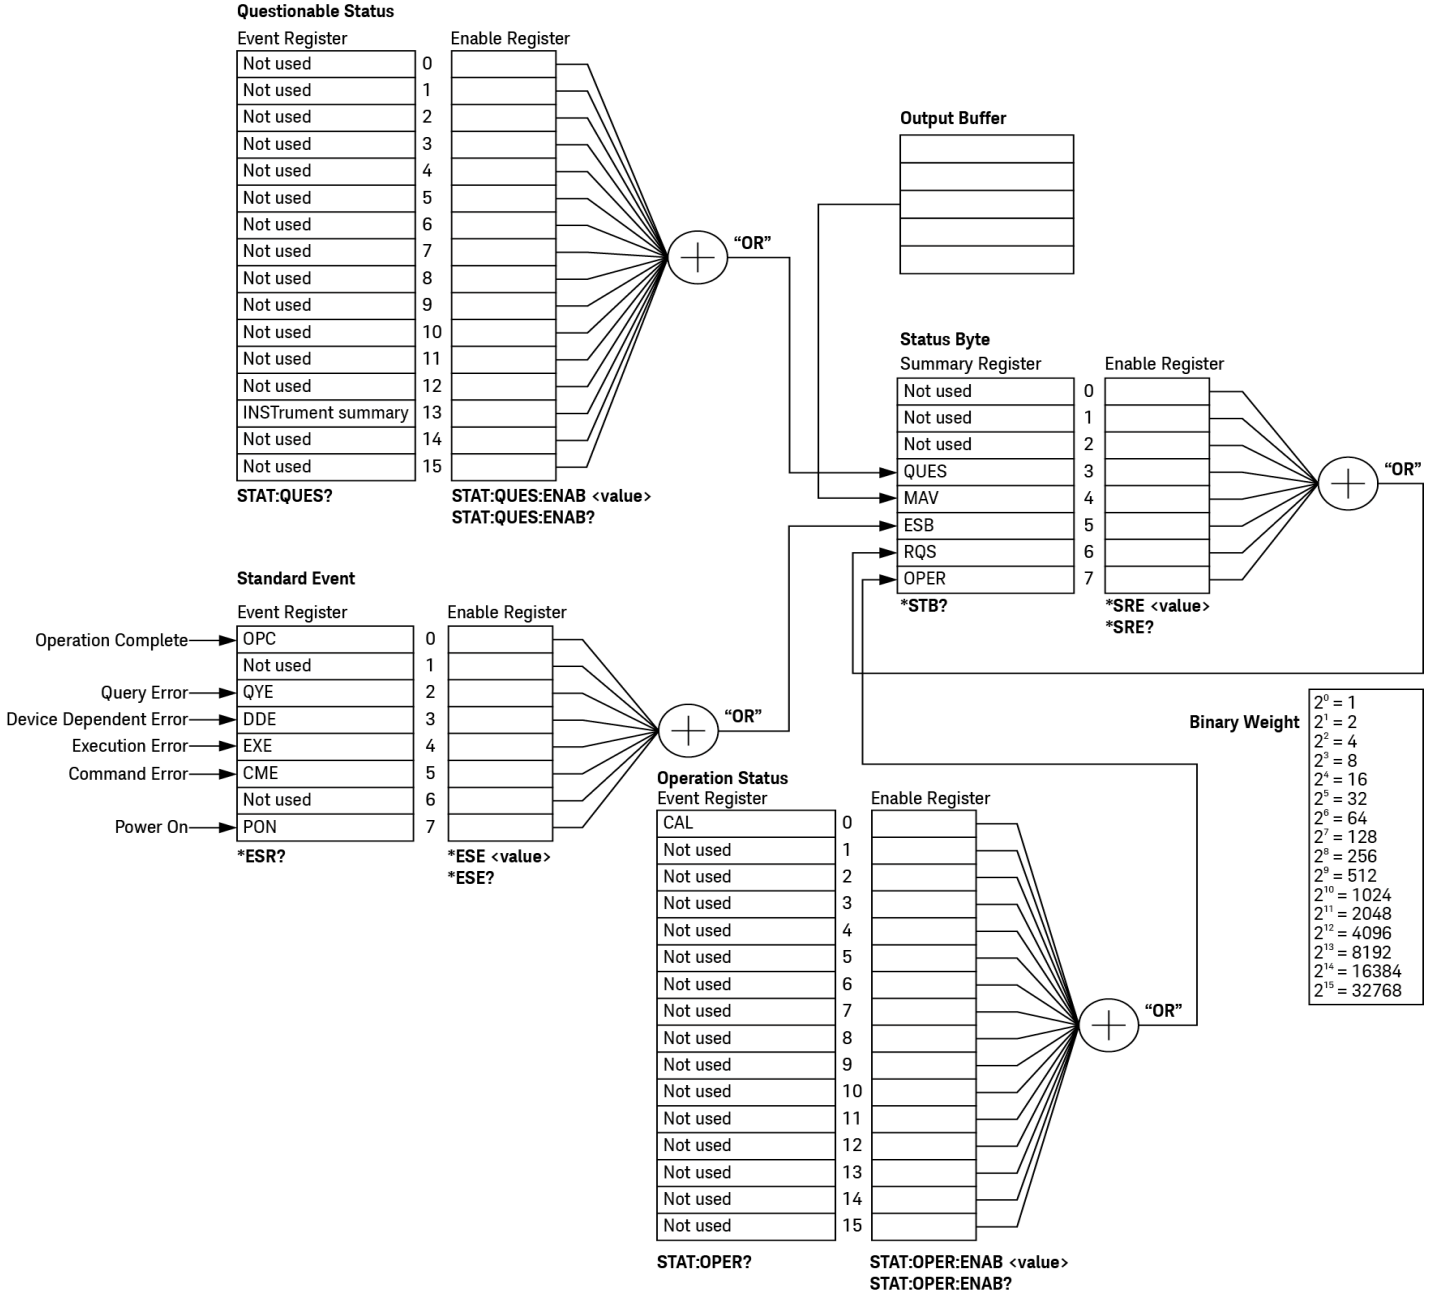 Questionable Status
Event Register Enable Register
Not used 0
Not used 1
Not used 2
Not used 3
Not used 4
Not used 5
Not used 6
Not used 7
Not used 8
Not used 9
Not used 10
Not used 11
Not used 12
INSTrument summary 13
Not used 14
Not used 15
STAT:QUES? STAT:QUES:ENAB <value>
STAT:QUES:ENAB?
"OR"
Output Buffer
Status Byte
Summary Register Enable Register
Not used 0
Not used 1
Not used 2
QUES 3
MAV 4
ESB 5
RQS 6
OPER 7
*STB? *SRE <value>
*SRE?
"OR"
Standard Event
Event Register Enable Register
Operation Complete OPC 0
Not used 1
Query Error QYE 2
Device Dependent Error DDE 3
Execution Error EXE 4
Command Error CME 5
Not used 6
Power On PON 7
*ESR? *ESE <value>
*ESE?
"OR"
Operation Status
Event Register Enable Register
CAL 0
Not used 1
Not used 2
Not used 3
Not used 4
Not used 5
Not used 6
Not used 7
Not used 8
Not used 9
Not used 10
Not used 11
Not used 12
Not used 13
Not used 14
Not used 15
STAT:OPER? STAT:OPER:ENAB <value>
STAT:OPER:ENAB?
"OR"
Binary Weight
2⁰ = 1
2¹ = 2
2² = 4
2³ = 8
2⁴ = 16
2⁵ = 32
2⁶ = 64
2⁷ = 128
2⁸ = 256
2⁹ = 512
2¹⁰ = 1024
2¹¹ = 2048
2¹² = 4096
2¹³ = 8192
2¹⁴ = 16384
2¹⁵ = 32768